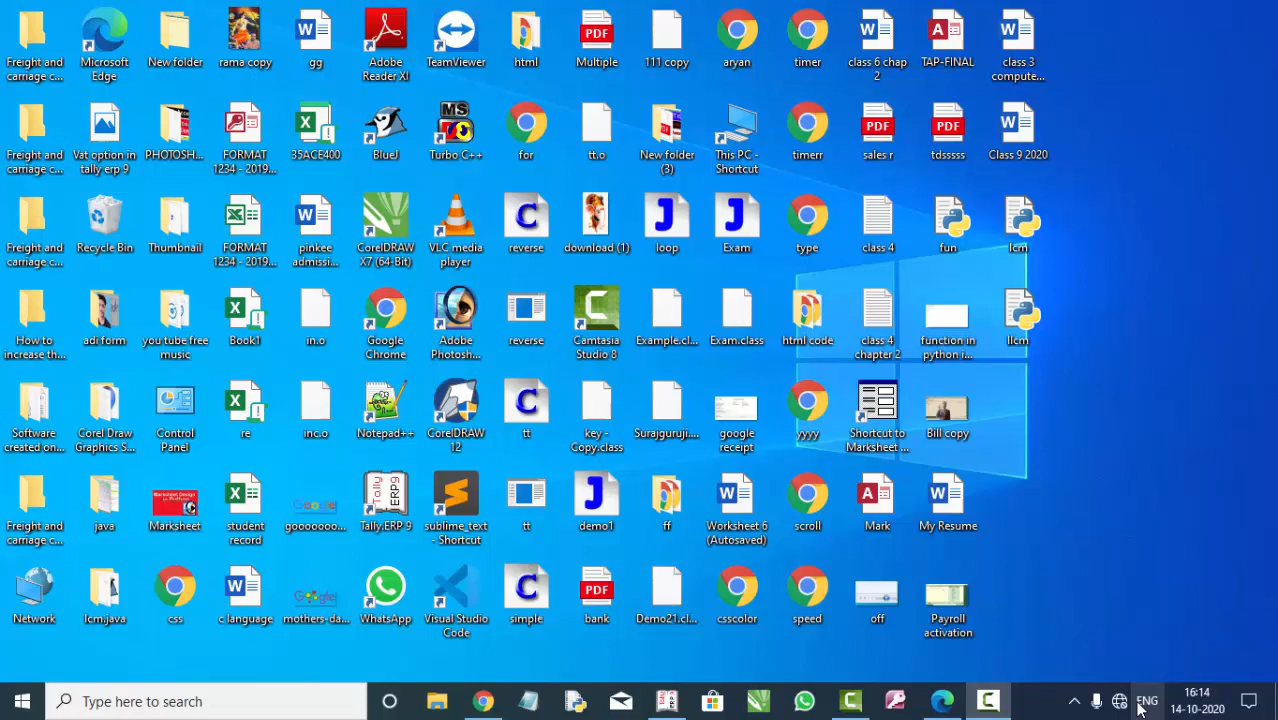 Freight and
carriage c...
Microsoft
Edge
New folder
rama copy
gg
Adobe
Reader XI
TeamViewer
html
Multiple
111 copy
aryan
timer
class 6 chap
2
TAP-FINAL
class 3
compute...
Freight and
carriage c...
Vat option in
tally erp 9
PHOTOSH...
FORMAT
1234 - 2019...
35ACE400
BlueJ
Turbo C++
for
tt.o
New folder
(3)
This PC -
Shortcut
timerr
sales r
tdsssss
Class 9 2020
Freight and
carriage c...
Recycle Bin
Thumbnail
FORMAT
1234 - 2019...
pinkee
admissi...
CorelDRAW
X7 (64-Bit)
VLC media
player
reverse
download (1)
loop
Exam
type
class 4
fun
lcm
How to
increase th...
adi form
you tube free
music
Book1
in.o
Google
Chrome
Adobe
Photosh...
reverse
Camtasia
Studio 8
Example.cl...
Exam.class
html code
class 4
chapter 2
function in
python i...
llcm
Software
created on...
Corel Draw
Graphics S...
Control
Panel
re
inc.o
Notepad++
CorelDRAW
12
tt
key -
Copy.class
Surajguruji....
google
receipt
yyyy
Shortcut to
Marksheet ...
Bill copy
Freight and
carriage c...
java
Marksheet
student
record
gooooooo...
Tally.ERP 9
sublime_text
- Shortcut
tt
demo1
ff
Worksheet 6
(Autosaved)
scroll
Mark
My Resume
Network
lcm.java
css
c language
mothers-da...
WhatsApp
Visual Studio
Code
simple
bank
Demo21.cl...
csscolor
speed
off
Payroll
activation
Type here to search
ENG
16:14
14-10-2020